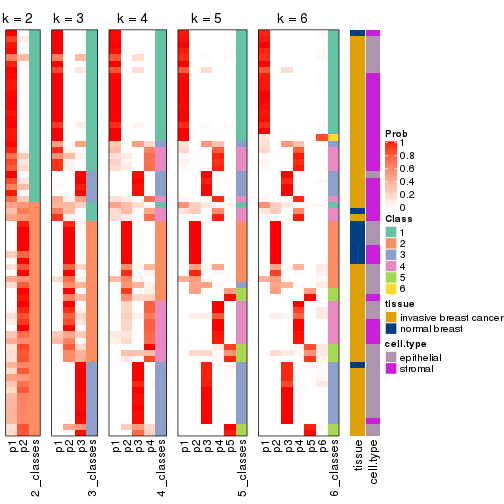 k = 2
k = 3
k = 4
k = 5
k = 6
Prob
1
0.8
0.6
0.4
0.2
0
Class
1
2
3
4
5
6
tissue
invasive breast cancer
normal breast
cell.type
epithelial
stromal
p1
p2
2_classes
p1
p2
p3
3_classes
p1
p2
p3
p4
4_classes
p1
p2
p3
p4
p5
5_classes
p1
p2
p3
p4
p5
p6
6_classes
tissue
cell.type